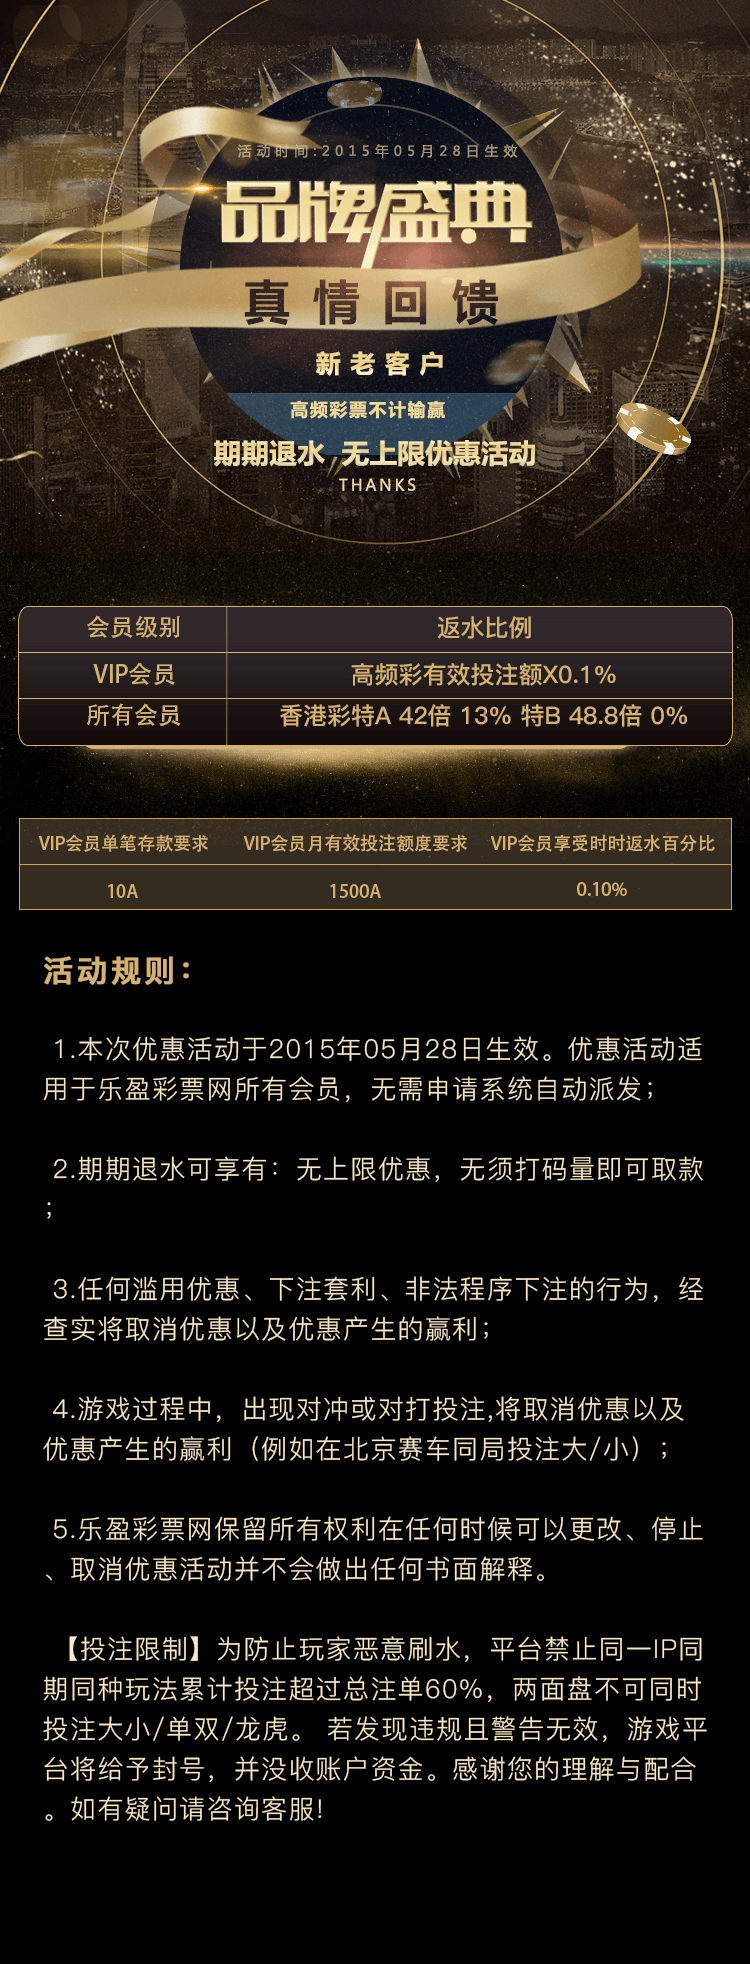 活动时间:2015年05月28日生效
品牌盛典
真情回馈
新老客户
高频彩票不计输赢
期期退水 无上限优惠活动
THANKS
会员级别 返水比例
VIP会员 高频彩有效投注额X0.1%
所有会员 香港彩特A 42倍 13% 特B 48.8倍 0%
VIP会员单笔存款要求 VIP会员月有效投注额度要求 VIP会员享受时时返水百分比
10A 1500A 0.10%
活动规则：
1.本次优惠活动于2015年05月28日生效。优惠活动适
用于乐盈彩票网所有会员，无需申请系统自动派发；
2.期期退水可享有：无上限优惠，无须打码量即可取款
；
3.任何滥用优惠、下注套利、非法程序下注的行为，经
查实将取消优惠以及优惠产生的赢利；
4.游戏过程中，出现对冲或对打投注,将取消优惠以及
优惠产生的赢利（例如在北京赛车同局投注大/小）；
5.乐盈彩票网保留所有权利在任何时候可以更改、停止
、取消优惠活动并不会做出任何书面解释。
【投注限制】为防止玩家恶意刷水，平台禁止同一IP同
期同种玩法累计投注超过总注单60%，两面盘不可同时
投注大小/单双/龙虎。 若发现违规且警告无效，游戏平
台将给予封号，并没收账户资金。感谢您的理解与配合
。如有疑问请咨询客服!